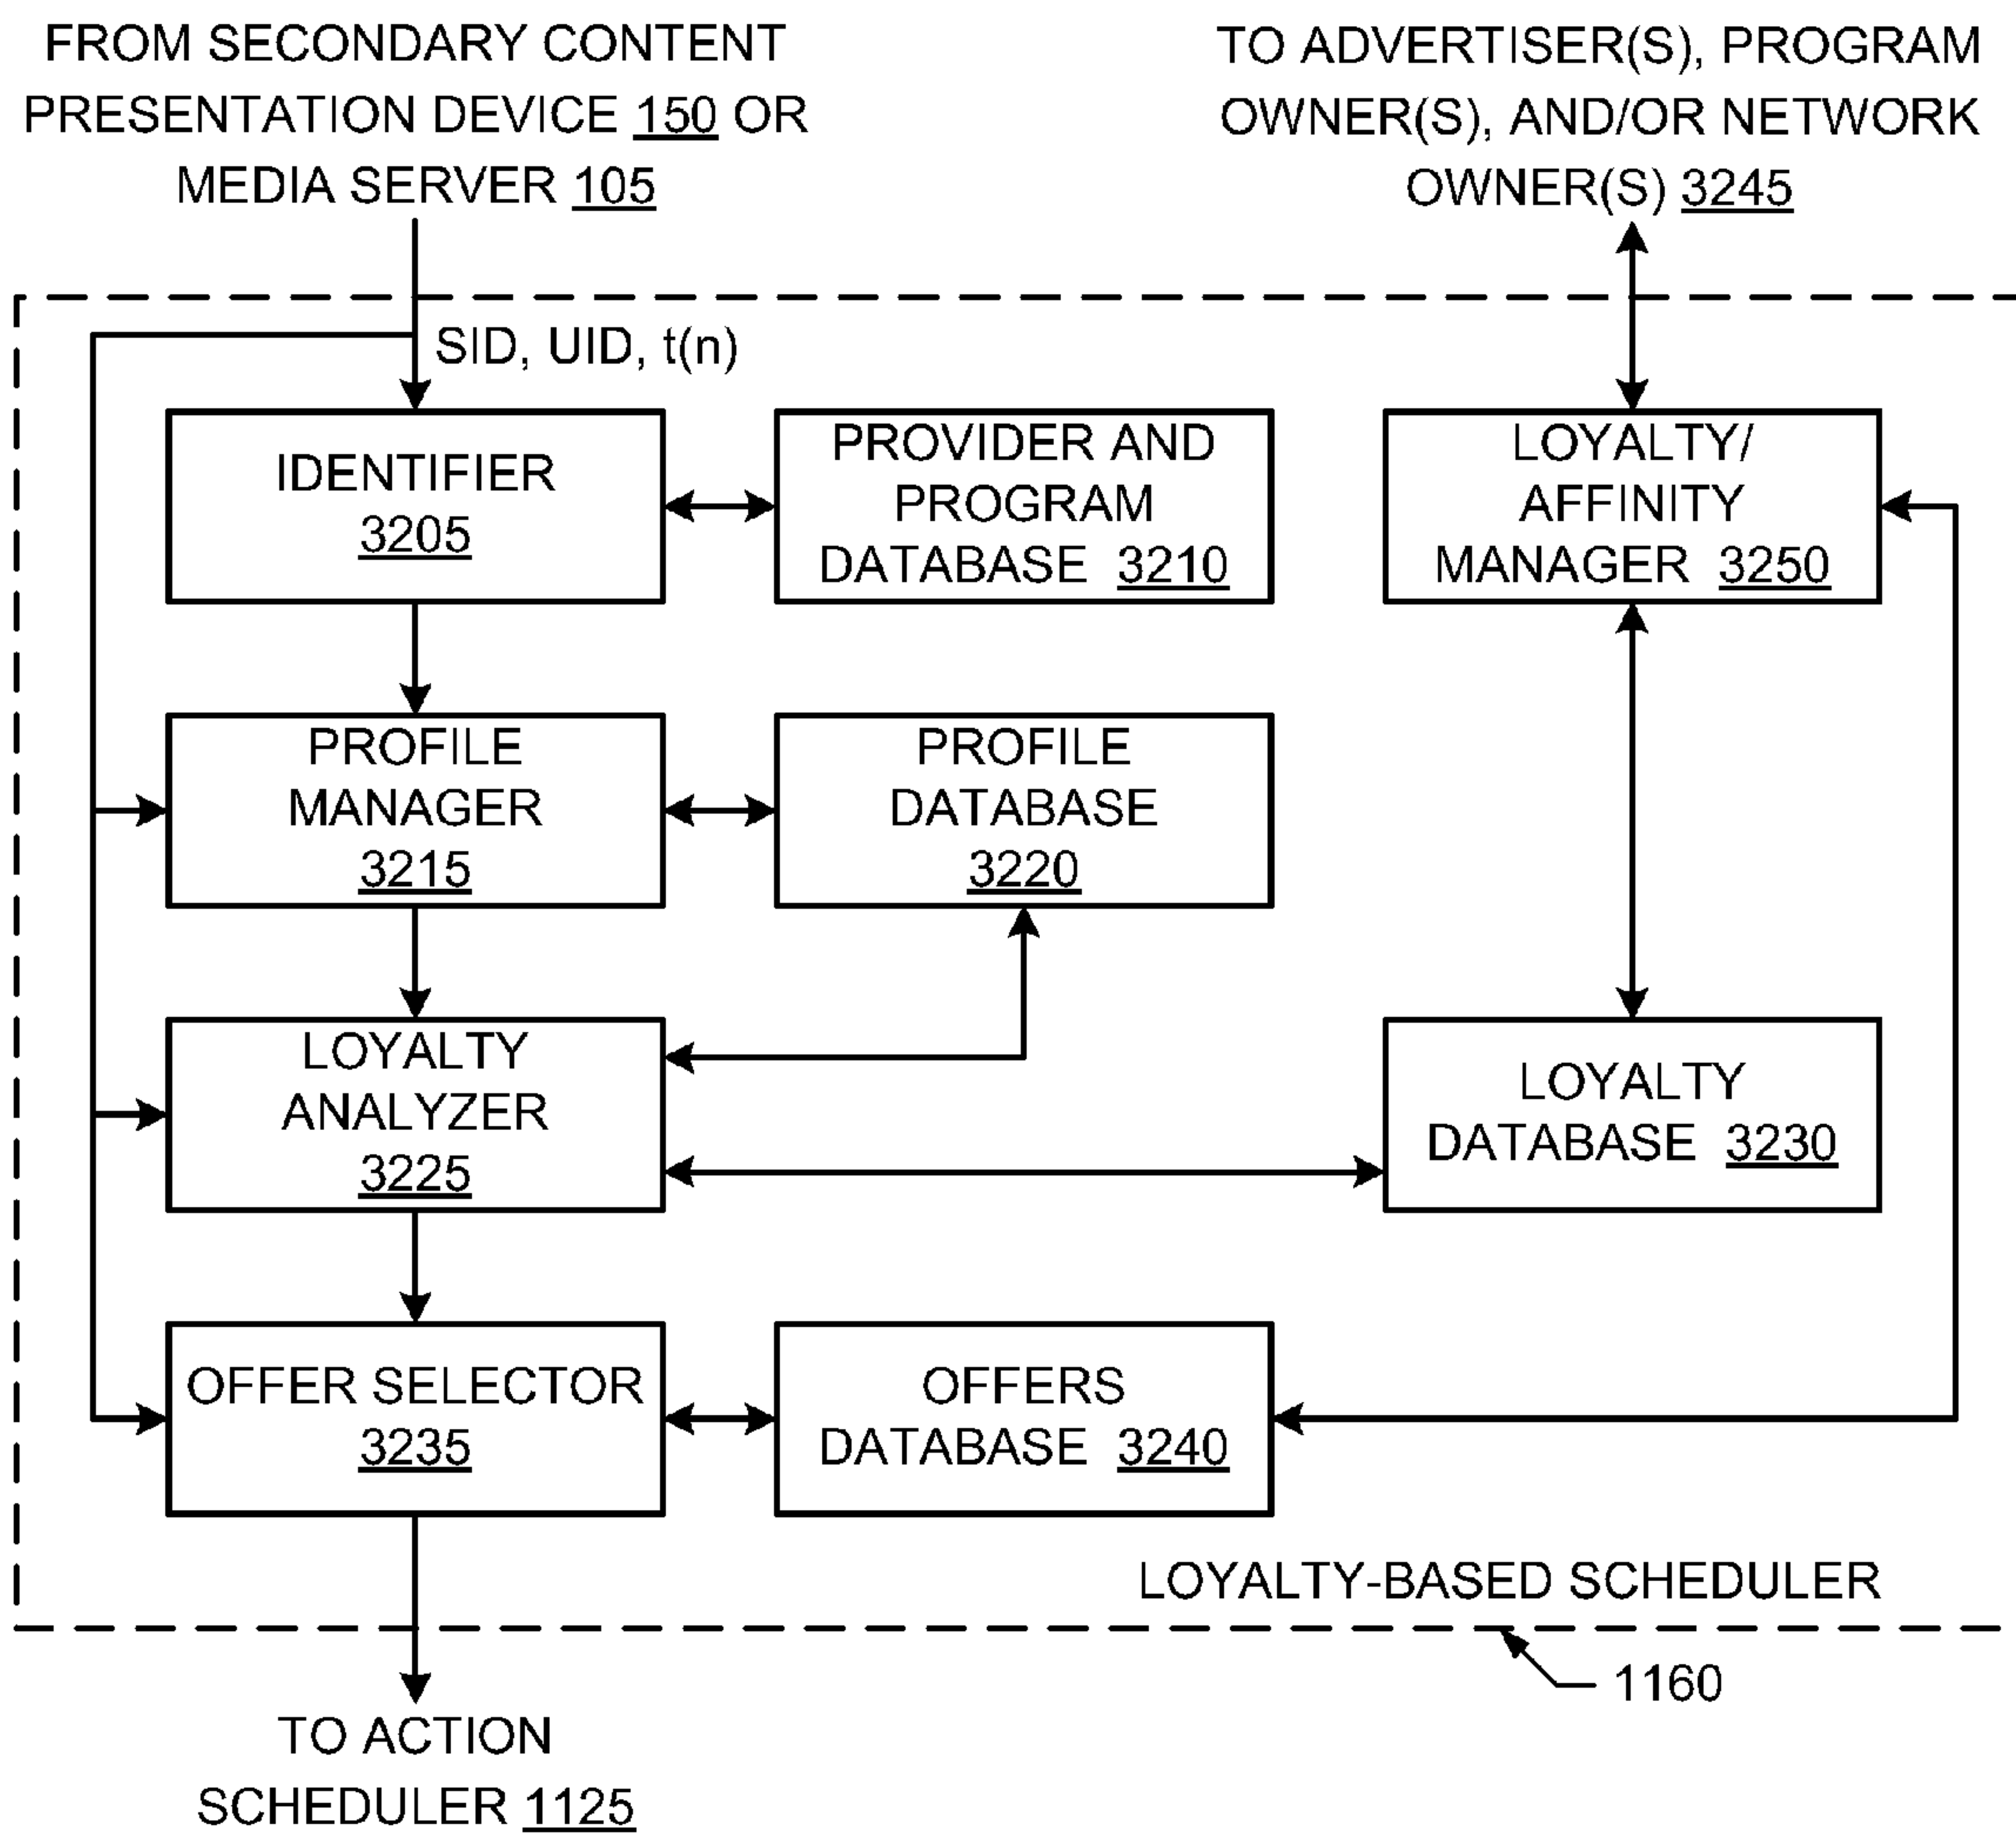 FROM SECONDARY CONTENT
PRESENTATION DEVICE 150 OR
MEDIA SERVER 105
TO ADVERTISER(S), PROGRAM
OWNER(S), AND/OR NETWORK
OWNER(S) 3245
SID, UID, t(n)
IDENTIFIER
3205
PROVIDER AND
PROGRAM
DATABASE 3210
LOYALTY/
AFFINITY
MANAGER 3250
PROFILE
MANAGER
3215
PROFILE
DATABASE
3220
LOYALTY
ANALYZER
3225
LOYALTY
DATABASE 3230
OFFER SELECTOR
3235
OFFERS
DATABASE 3240
LOYALTY-BASED SCHEDULER
1160
TO ACTION
SCHEDULER 1125